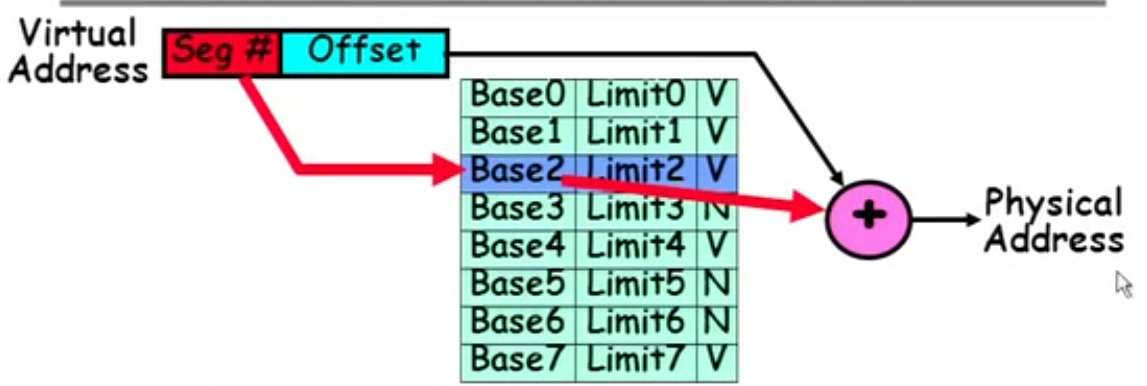 Virtual
Address
Seg # Offset
Base0 Limit0 V
Base1 Limit1 V
Base2 Limit2 V
Base3 Limit3 N
Base4 Limit4 V
Base5 Limit5 N
Base6 Limit6 N
Base7 Limit7 V
+
Physical
Address